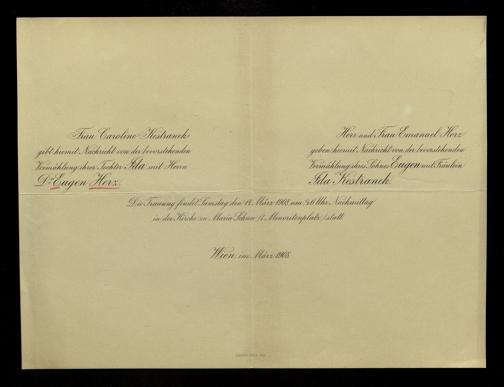 Frau Caroline Kestranek
gibt hiemit Nachricht von der bevorstehenden
Vermählung ihrer Tochter Ida mit Herrn
Dr Eugen Herz.
Herr und Frau Emanuel Herz
geben hiemit Nachricht von der bevorstehenden
Vermählung ihres Sohnes Eugen mit Fräulein
Ida Kestranek.
Die Trauung findet Samstag den 14. März 1908, um ½6 Uhr Nachmittag
in der Kirche zu Maria Schnee (I. Minoritenplatz) statt.
Wien, im März 1908.